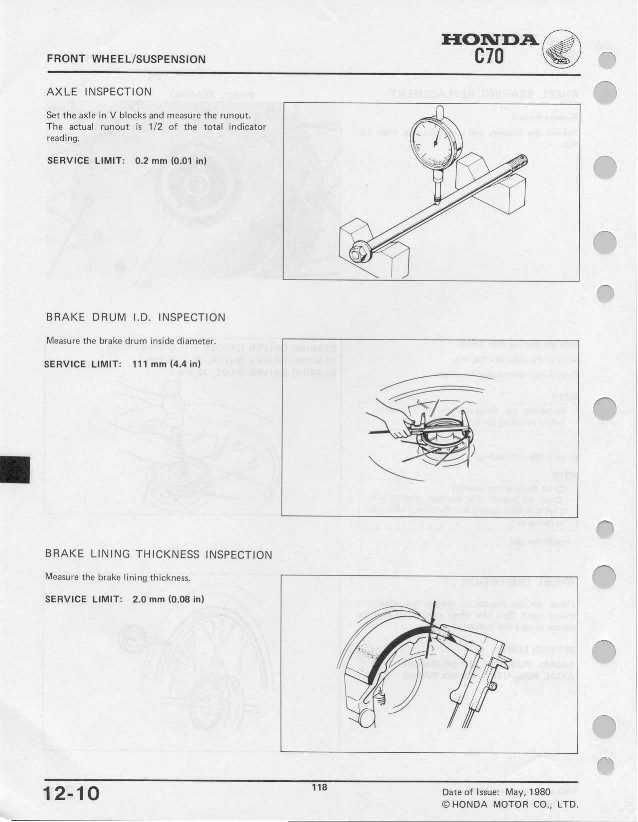 HONDA
C70
FRONT WHEEL/SUSPENSION
AXLE INSPECTION
Set the axle in V blocks and measure the runout.
The actual runout is 1/2 of the total indicator
reading.
SERVICE LIMIT: 0.2 mm (0.01 in)
BRAKE DRUM I.D. INSPECTION
Measure the brake drum inside diameter.
SERVICE LIMIT: 111 mm (4.4 in)
BRAKE LINING THICKNESS INSPECTION
Measure the brake lining thickness.
SERVICE LIMIT: 2.0 mm (0.08 in)
12-10
118
Date of Issue: May, 1980
© HONDA MOTOR CO., LTD.